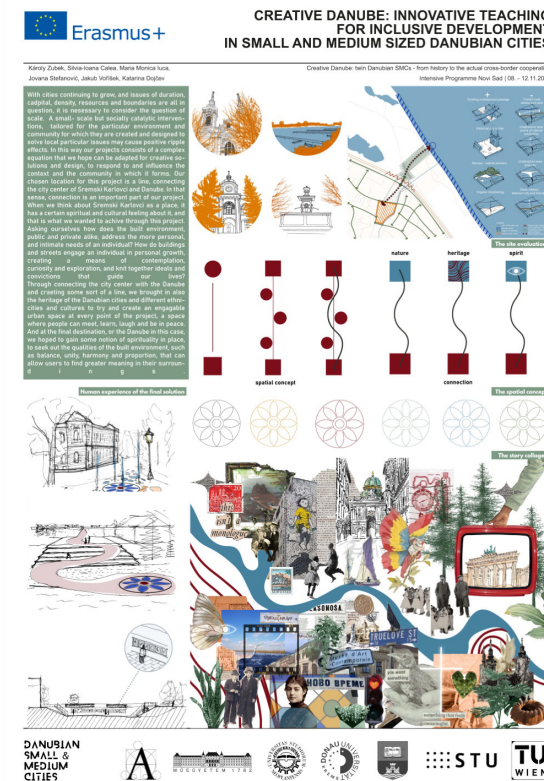 Erasmus+
CREATIVE DANUBE: INNOVATIVE TEACHING
FOR INCLUSIVE DEVELOPMENT
IN SMALL AND MEDIUM SIZED DANUBIAN CITIES
Károly Zubek, Silvia-Ioana Calea, Maria Monica Iuca,
Jovana Stefanović, Jakub Voříšek, Katarina Dojčev
Creative Danube: twin Danubian SMCs - from history to the actual cross-border cooperati
Intensive Programme Novi Sad | 08. - 12.11.20
With cities continuing to grow, and issues of duration,
cadpital, density, resources and boundaries are all in
question, it is nesessary to consider the question of
scale. A small- scale but socially catalytic interven-
tions, tailored for the particular environment and
community for which they are created and designed to
solve local particular issues may cause positive ripple
effects. In this way our projects consists of a complex
equation that we hope can be adapted for creative so-
lutions and design, to respond to and influence the
context and the community in which it forms. Our
chosen location for this project is a line, connecting
the city center of Sremski Karlovci and Danube. In that
sense, connection is an important part of our project.
When we think about Sremski Karlovci as a place, it
has a certain spiritual and cultural feeling about it, and
that is what we wanted to achieve through this project.
Asking ourselves how does the built environment,
public and private alike, address the more personal,
and intimate needs of an individual? How do buildings
and streets engage an individual in personal growth,
creating a means of contemplation,
curiosity and exploration, and knit together ideals and
convictions that guide our lives?
Through connecting the city center with the Danube
and craeting some sort of a line, we brought in also
the heritage of the Danubian cities and different ethni-
cities and cultures to try and create an engagable
urban space at every point of the project, a space
where people can meet, learn, laugh and be in peace.
And at the final destination, or the Danube in this case,
we hoped to gain some notion of spirituality in place,
to seek out the qualities of the built environment, such
as balance, unity, harmony and proportion, that can
allow users to find greater meaning in their surroun-
d i n g s .
The site evaluation
nature
heritage
spirit
spatial concept
connection
Human experience of the final solution
The spatial concep
The story collage
this
isn't a
monologue
TRUELOVE ST
Musée d'Art
Contemporain
НОВО ВРЕМЕ
DANUBIAN
SMALL &
MEDIUM
CITIES
A
MŰEGYETEM 1782
STU
TU
WIEN